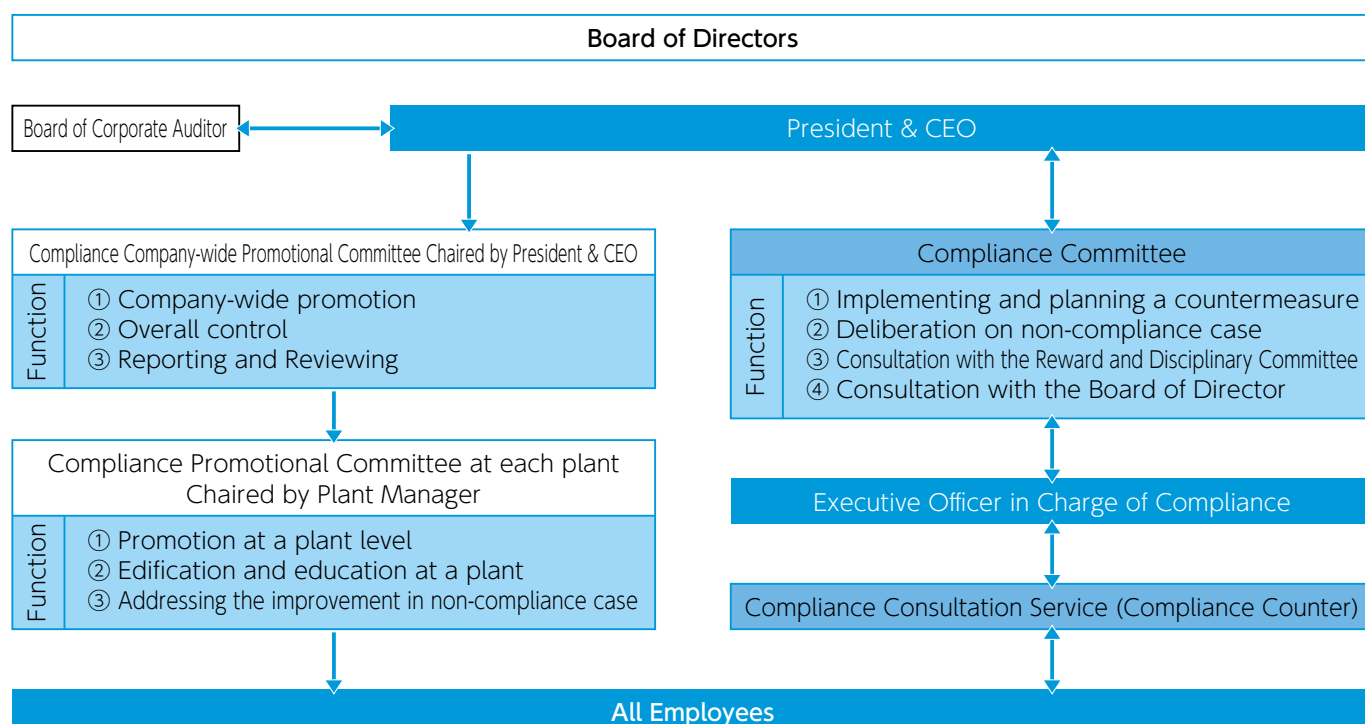 Board of Directors
Board of Corporate Auditor
President & CEO
Compliance Company-wide Promotional Committee Chaired by President & CEO
Function
① Company-wide promotion
② Overall control
③ Reporting and Reviewing
Compliance Promotional Committee at each plant
Chaired by Plant Manager
Function
① Promotion at a plant level
② Edification and education at a plant
③ Addressing the improvement in non-compliance case
Compliance Committee
Function
① Implementing and planning a countermeasure
② Deliberation on non-compliance case
③ Consultation with the Reward and Disciplinary Committee
④ Consultation with the Board of Director
Executive Officer in Charge of Compliance
Compliance Consultation Service (Compliance Counter)
All Employees